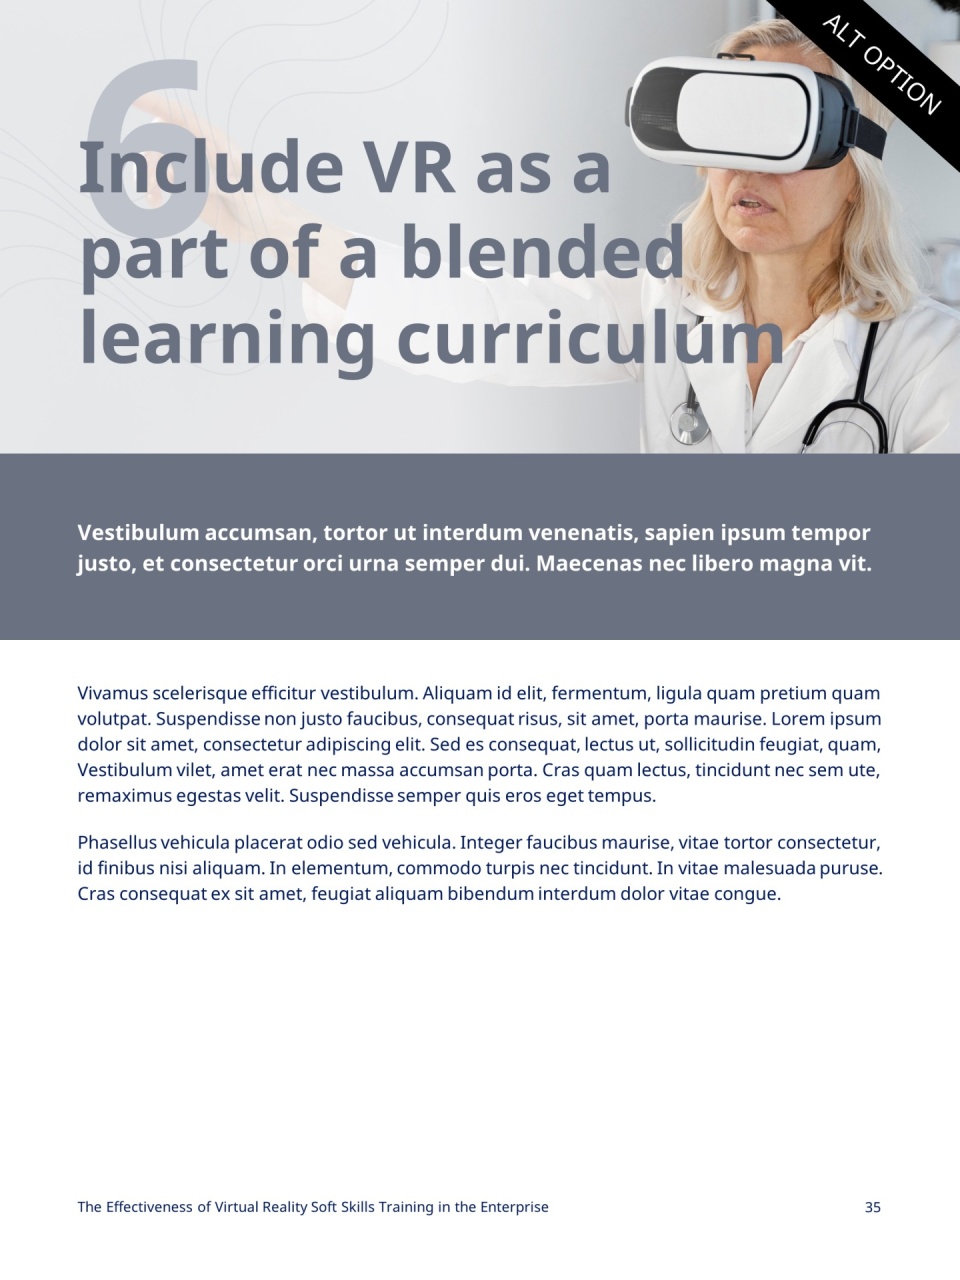 ALT OPTION
6
Include VR as a
part of a blended
learning curriculum
Vestibulum accumsan, tortor ut interdum venenatis, sapien ipsum tempor
justo, et consectetur orci urna semper dui. Maecenas nec libero magna vit.
Vivamus scelerisque efficitur vestibulum. Aliquam id elit, fermentum, ligula quam pretium quam
volutpat. Suspendisse non justo faucibus, consequat risus, sit amet, porta maurise. Lorem ipsum
dolor sit amet, consectetur adipiscing elit. Sed es consequat, lectus ut, sollicitudin feugiat, quam,
Vestibulum vilet, amet erat nec massa accumsan porta. Cras quam lectus, tincidunt nec sem ute,
remaximus egestas velit. Suspendisse semper quis eros eget tempus.
Phasellus vehicula placerat odio sed vehicula. Integer faucibus maurise, vitae tortor consectetur,
id finibus nisi aliquam. In elementum, commodo turpis nec tincidunt. In vitae malesuada puruse.
Cras consequat ex sit amet, feugiat aliquam bibendum interdum dolor vitae congue.
The Effectiveness of Virtual Reality Soft Skills Training in the Enterprise
35